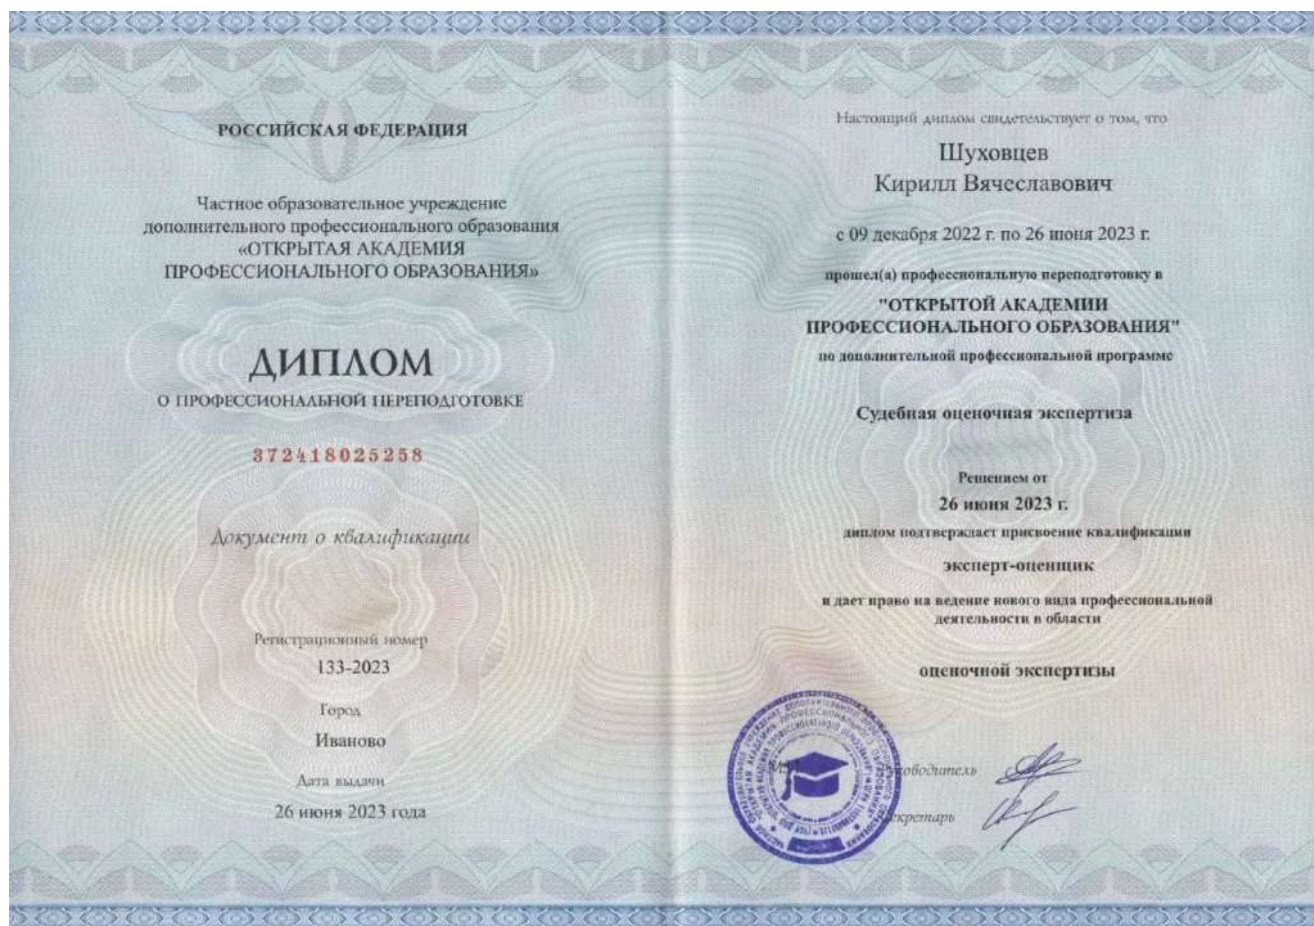 РОССИЙСКАЯ ФЕДЕРАЦИЯ
Частное образовательное учреждение
дополнительного профессионального образования
«ОТКРЫТАЯ АКАДЕМИЯ
ПРОФЕССИОНАЛЬНОГО ОБРАЗОВАНИЯ»
ДИПЛОМ
О ПРОФЕССИОНАЛЬНОЙ ПЕРЕПОДГОТОВКЕ
372418025258
Документ о квалификации
Регистрационный номер
133-2023
Город
Иваново
Дата выдачи
26 июня 2023 года
Настоящий диплом свидетельствует о том, что
Шуховцев
Кирилл Вячеславович
с 09 декабря 2022 г. по 26 июня 2023 г.
прошел(а) профессиональную переподготовку в
"ОТКРЫТОЙ АКАДЕМИИ
ПРОФЕССИОНАЛЬНОГО ОБРАЗОВАНИЯ"
по дополнительной профессиональной программе
Судебная оценочная экспертиза
Решением от
26 июня 2023 г.
диплом подтверждает присвоение квалификации
эксперт-оценщик
и дает право на ведение нового вида профессиональной
деятельности в области
оценочной экспертизы
Руководитель
Секретарь